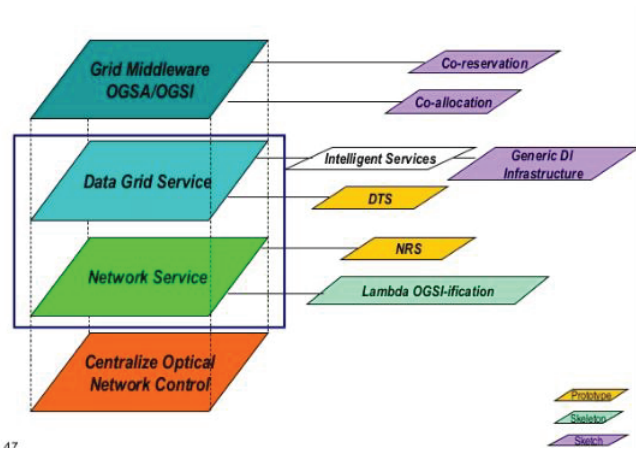 Grid Middleware
OGSA/OGSI
Co-reservation
Co-allocation
Data Grid Service
Intelligent Services
Generic DI
Infrastructure
DTS
Network Service
NRS
Lambda OGSI-ification
Centralize Optical
Network Control
Prototype
Skeleton
Sketch
47